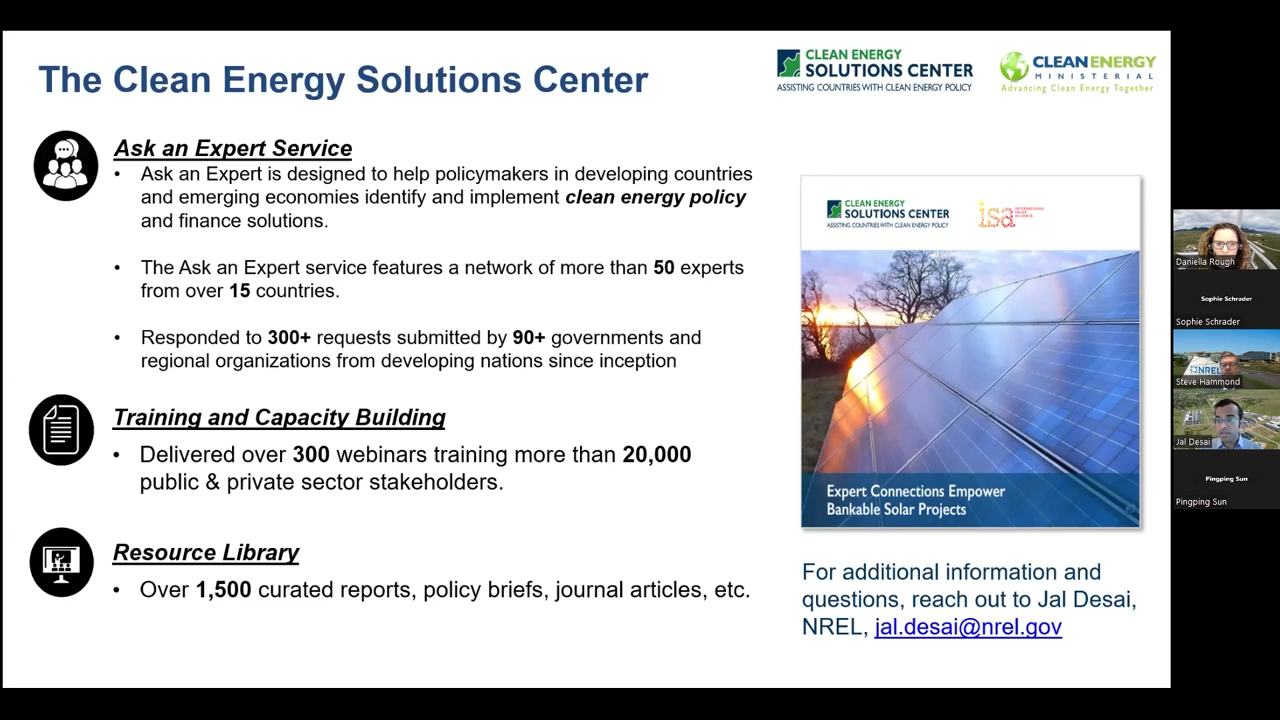 The Clean Energy Solutions Center
CLEAN ENERGY
SOLUTIONS CENTER
ASSISTING COUNTRIES WITH CLEAN ENERGY POLICY
CLEAN ENERGY
MINISTERIAL
Advancing Clean Energy Together
Ask an Expert Service
• Ask an Expert is designed to help policymakers in developing countries
and emerging economies identify and implement clean energy policy
and finance solutions.
• The Ask an Expert service features a network of more than 50 experts
from over 15 countries.
• Responded to 300+ requests submitted by 90+ governments and
regional organizations from developing nations since inception
Training and Capacity Building
• Delivered over 300 webinars training more than 20,000
public & private sector stakeholders.
Resource Library
• Over 1,500 curated reports, policy briefs, journal articles, etc.
CLEAN ENERGY
SOLUTIONS CENTER
ASSISTING COUNTRIES WITH CLEAN ENERGY POLICY
isa
INTERNATIONAL
SOLAR
ALLIANCE
Expert Connections Empower
Bankable Solar Projects
For additional information and
questions, reach out to Jal Desai,
NREL, jal.desai@nrel.gov
Daniella Rough
Sophie Schrader
Sophie Schrader
NREL
Steve Hammond
Jal Desai
Pingping Sun
Pingping Sun